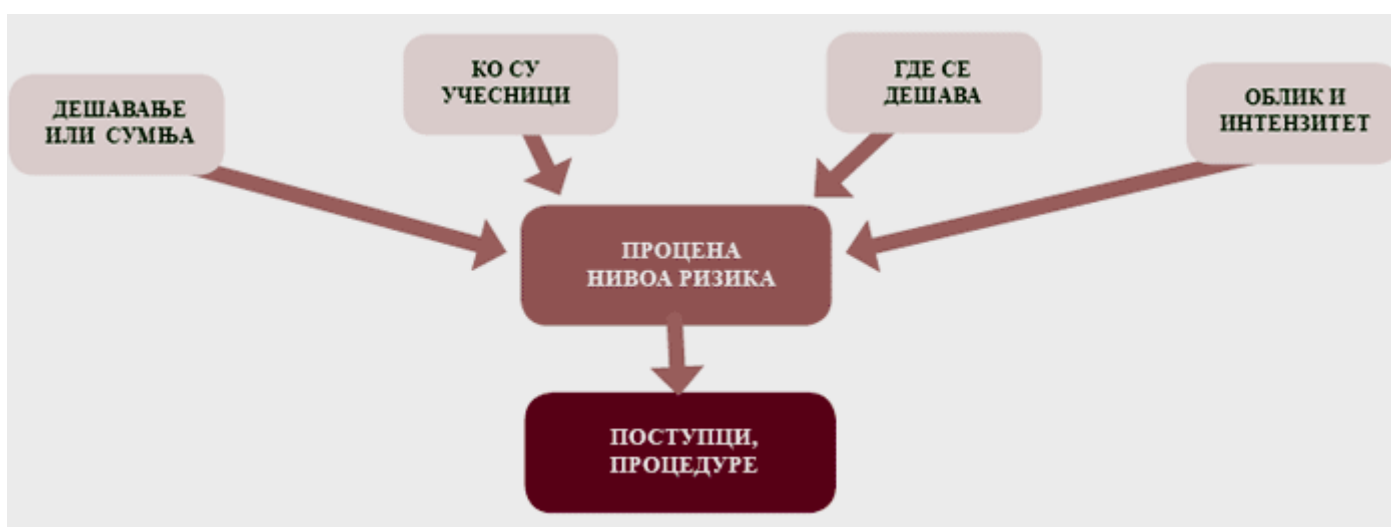 ДЕШАВАЊЕ
ИЛИ СУМЊА
КО СУ
УЧЕСНИЦИ
ГДЕ СЕ
ДЕШАВА
ОБЛИК И
ИНТЕНЗИТЕТ
ПРОЦЕНА
НИВОА РИЗИКА
ПОСТУПЦИ,
ПРОЦЕДУРЕ